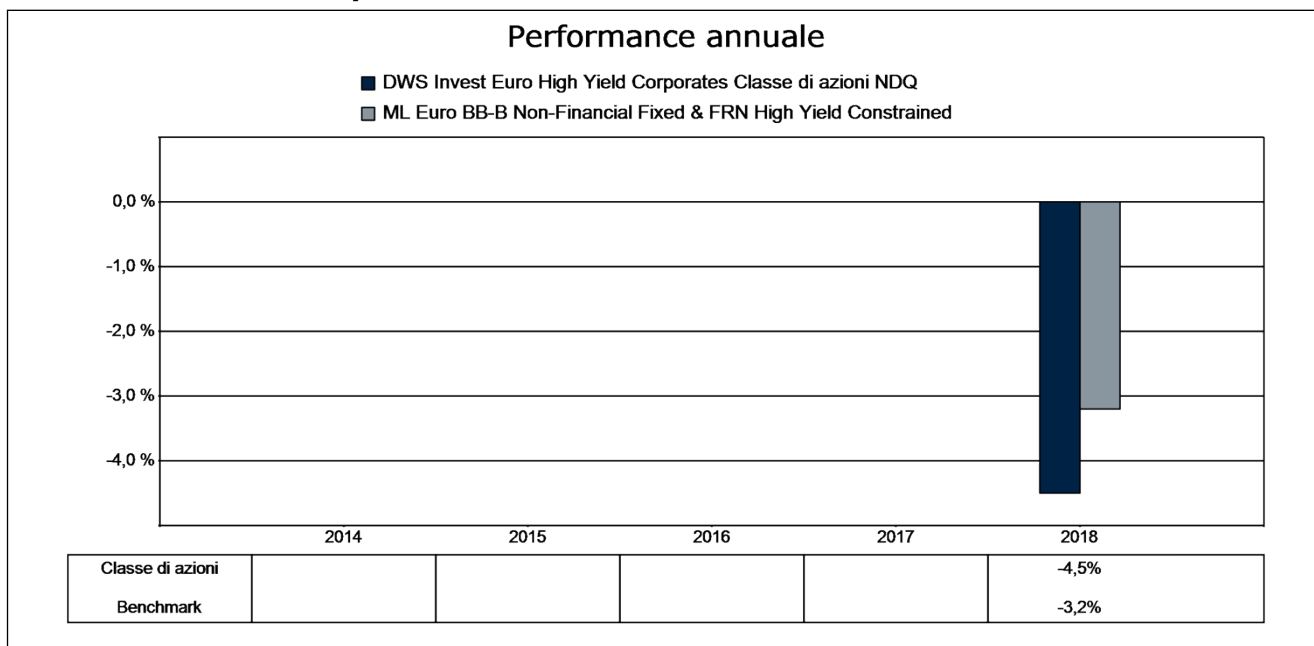 Performance annuale
DWS Invest Euro High Yield Corporates Classe di azioni NDQ
ML Euro BB-B Non-Financial Fixed & FRN High Yield Constrained
0,0 %
-1,0 %
-2,0 %
-3,0 %
-4,0 %
2014 2015 2016 2017 2018
Classe di azioni -4,5%
Benchmark -3,2%